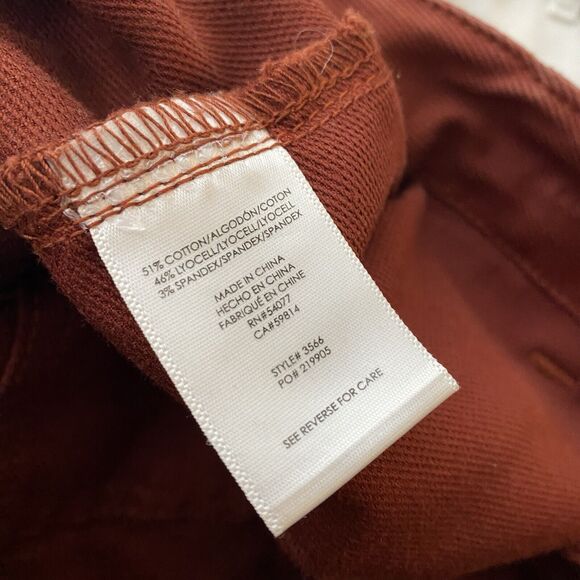 51% COTTON/ALGODÓN/COTON
46% LYOCELL/LYOCELL/LYOCELL
3% SPANDEX/SPANDEX/SPANDEX
MADE IN CHINA
HECHO EN CHINA
FABRIQUÉ EN CHINE
RN#54077
CA#59814
STYLE# 3566
PO# 219905
SEE REVERSE FOR CARE